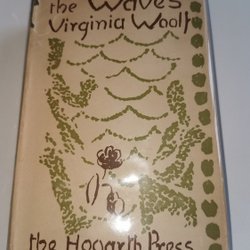 the Waves
Virginia Woolf
the Hogarth Press